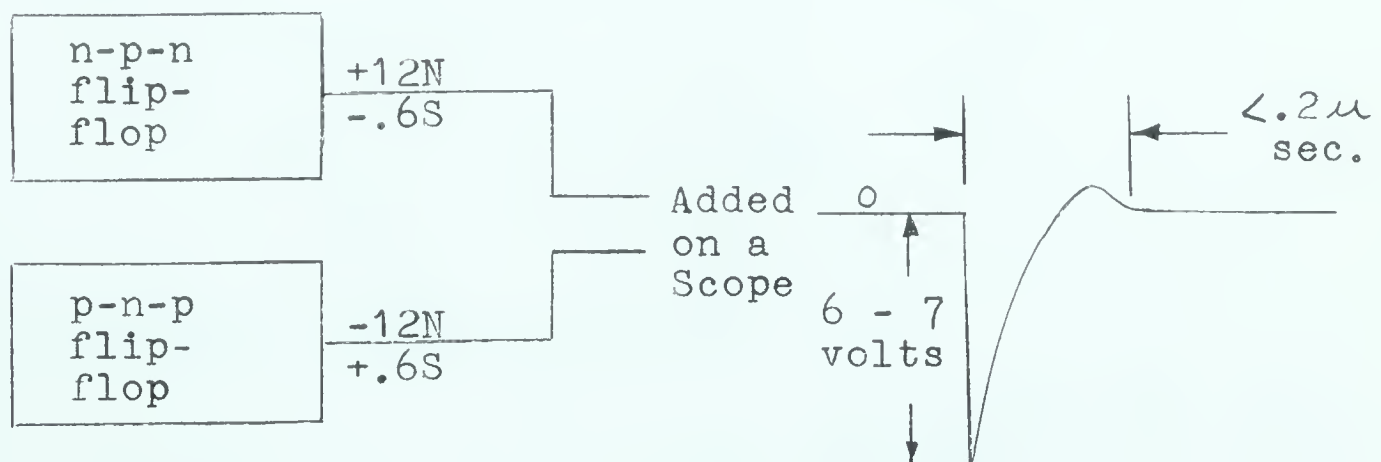 n-p-n
flip-
flop
+12N
-.6S
p-n-p
flip-
flop
-12N
+.6S
Added
on a
Scope
0
6 - 7
volts
<.2μ
sec.